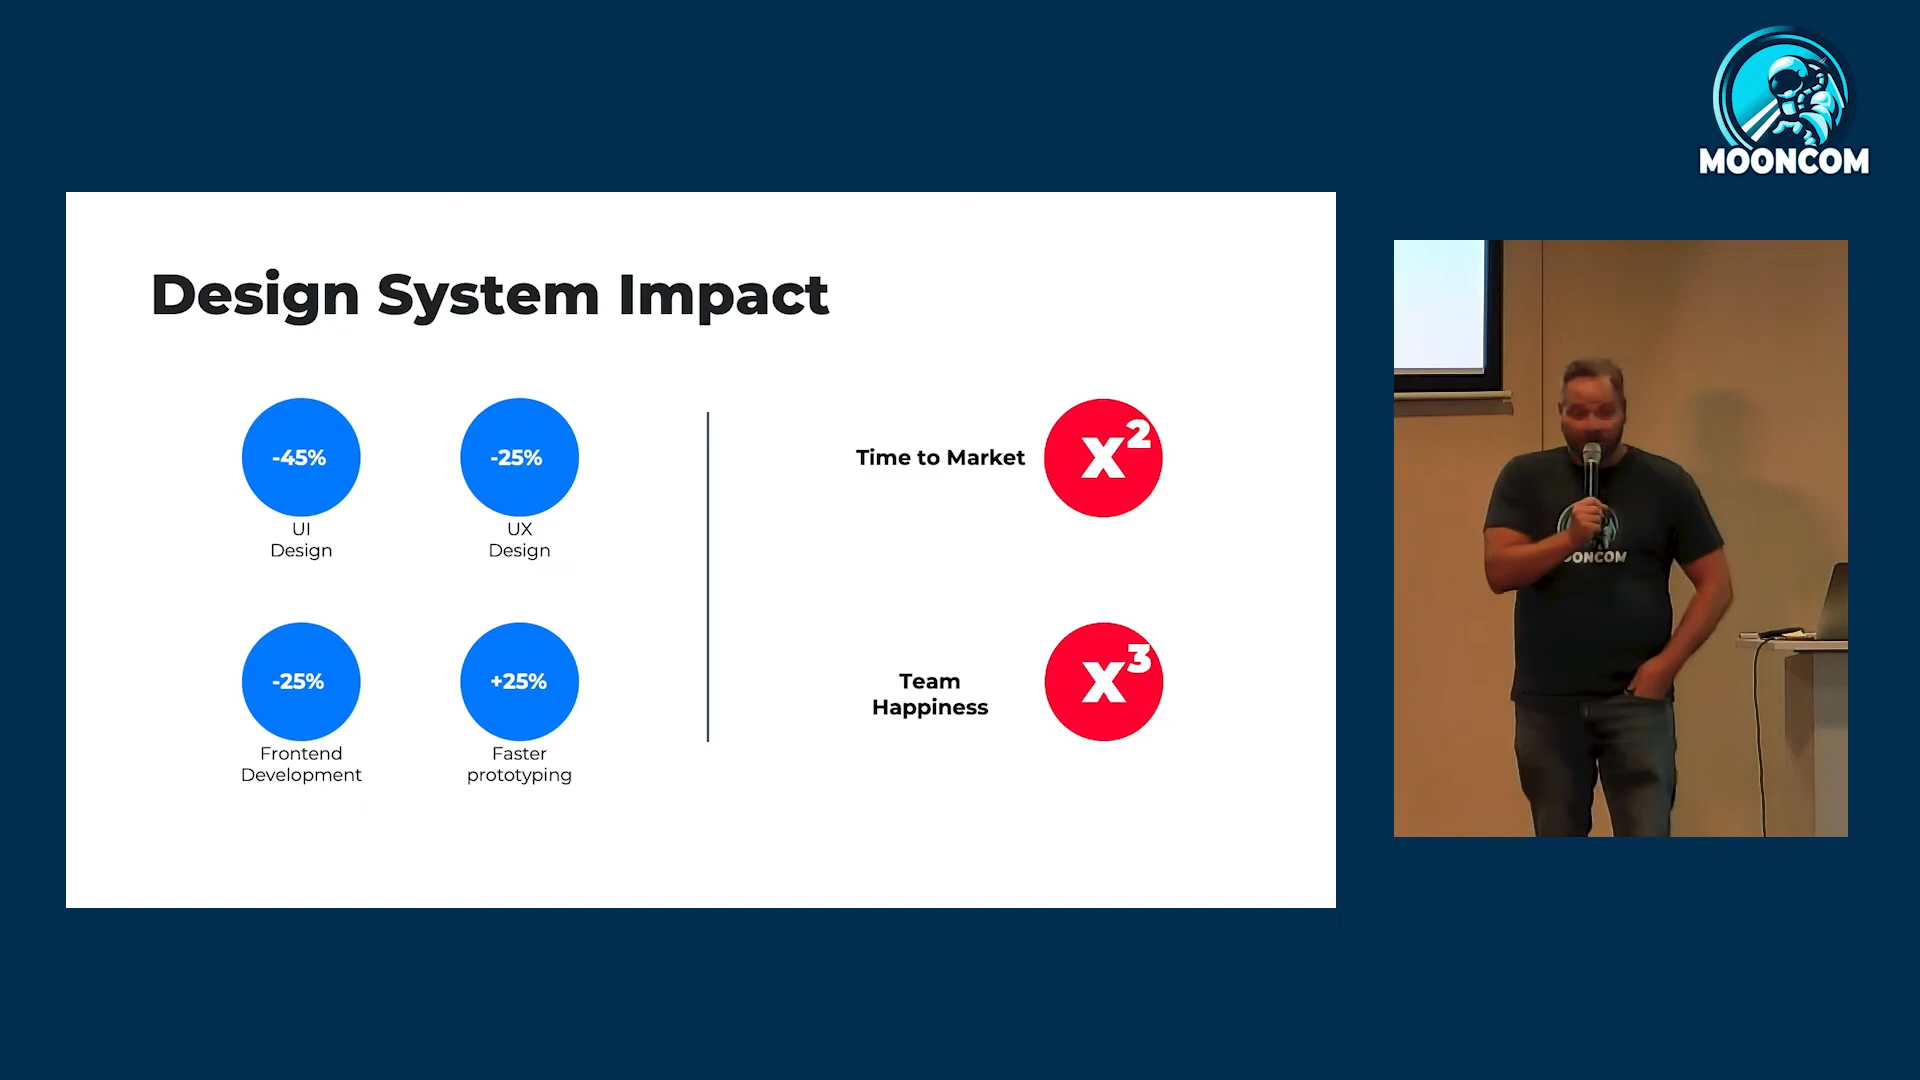 MOONCOM
Design System Impact
-45%
UI
Design
-25%
UX
Design
-25%
Frontend
Development
+25%
Faster
prototyping
Time to Market
x²
Team
Happiness
x³
OONCOM